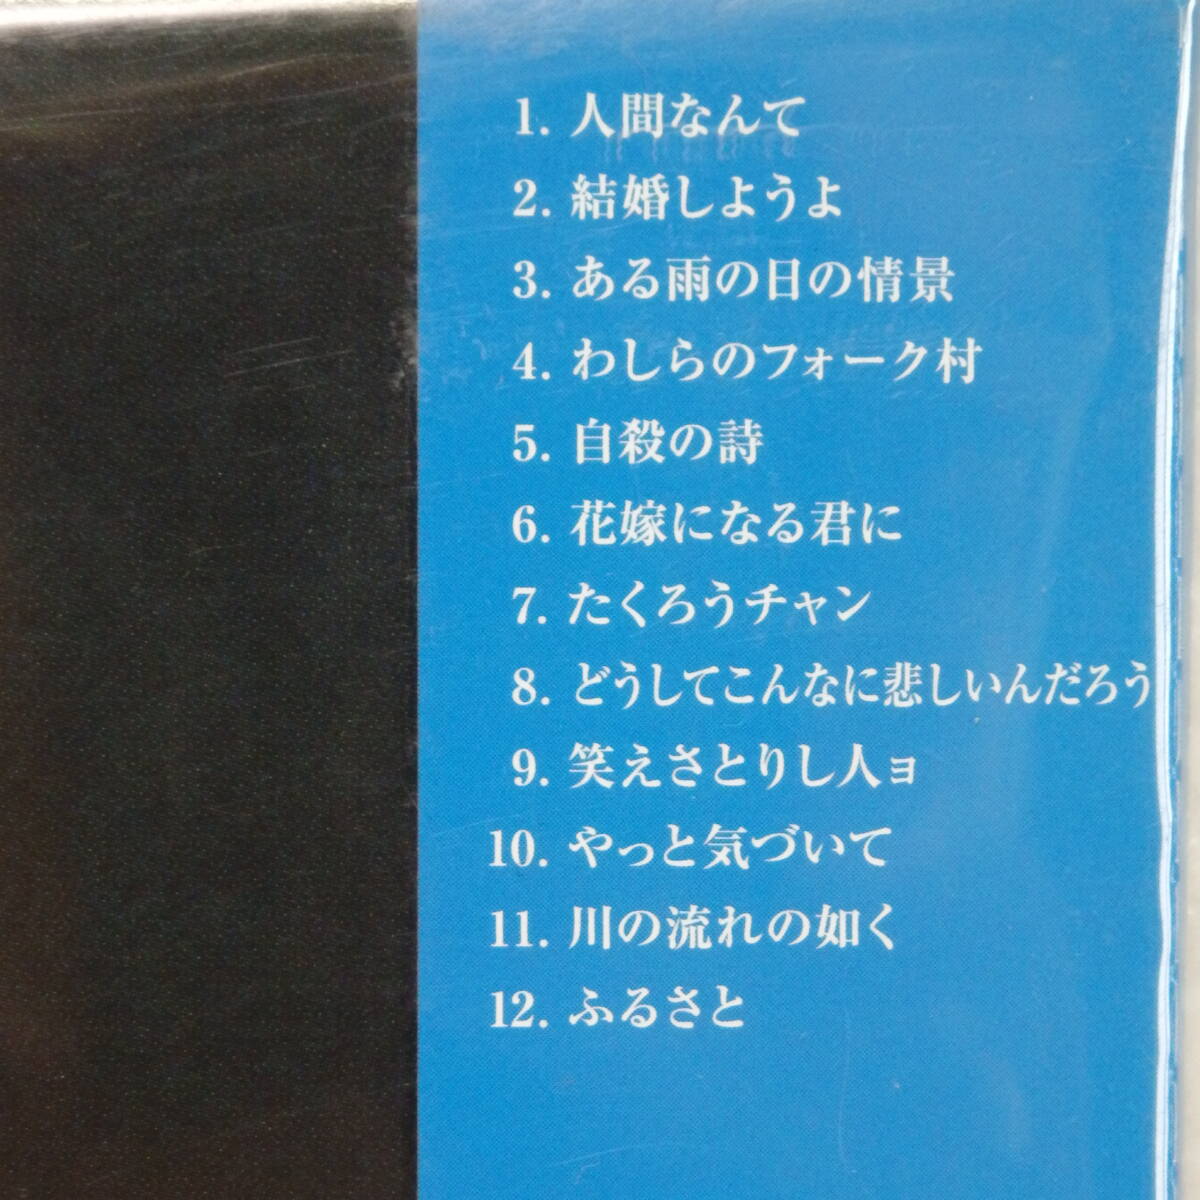 1. 人間なんて
2. 結婚しようよ
3. ある雨の日の情景
4. わしらのフォーク村
5. 自殺の詩
6. 花嫁になる君に
7. たくろうチャン
8. どうしてこんなに悲しいんだろう
9. 笑えさとりし人ョ
10. やっと気づいて
11. 川の流れの如く
12. ふるさと